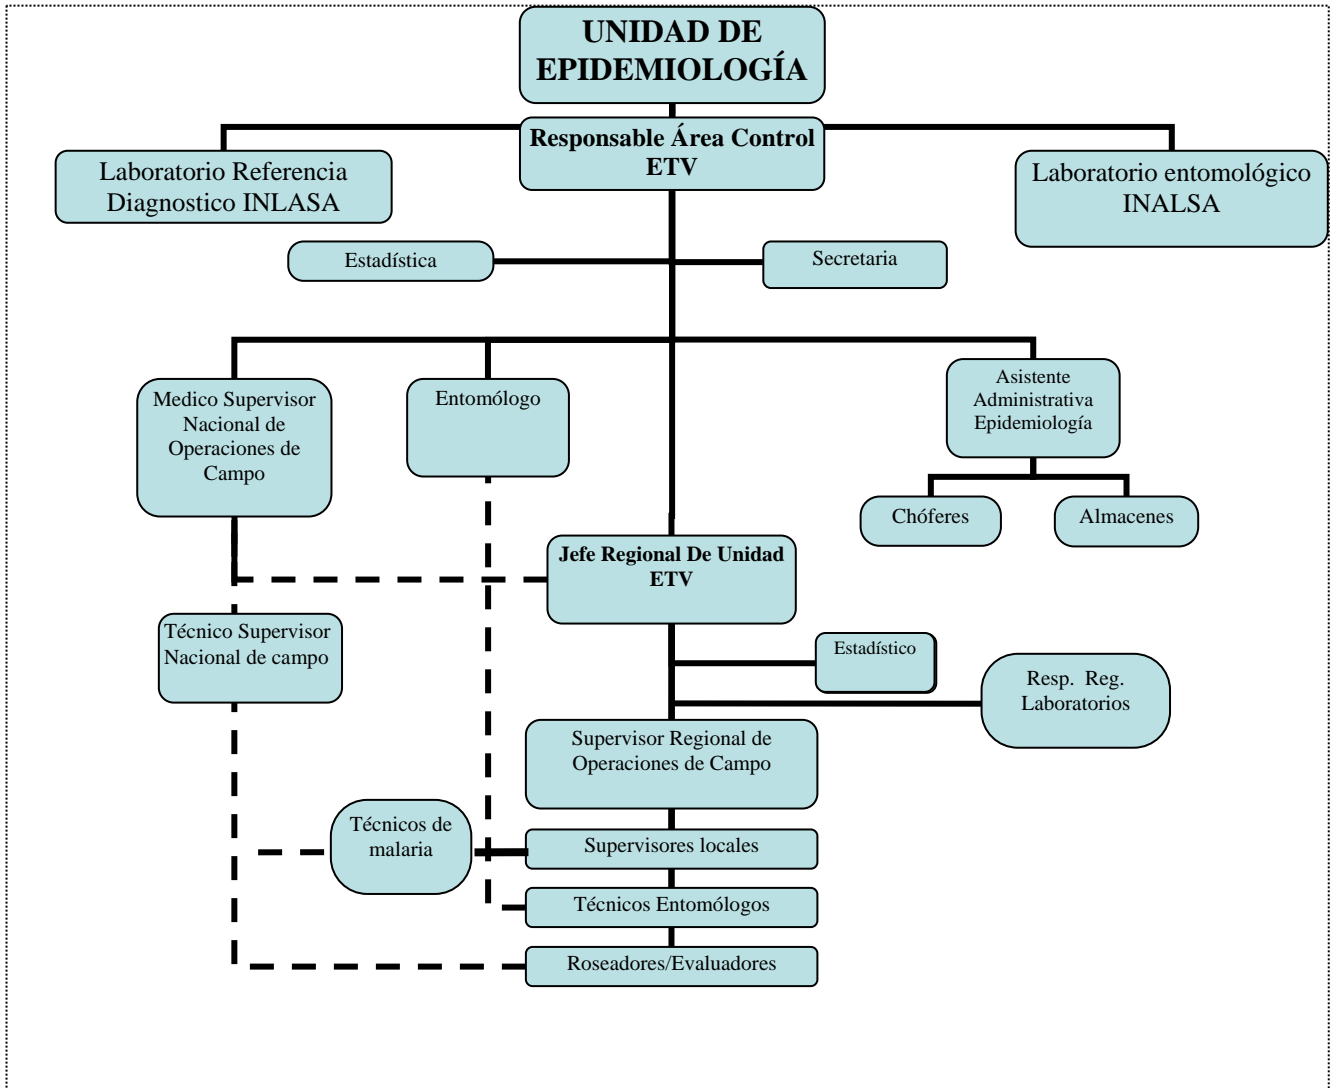 UNIDAD DE
EPIDEMIOLOGÍA
Responsable Área Control
ETV
Laboratorio Referencia
Diagnostico INLASA
Laboratorio entomológico
INALSA
Estadística
Secretaria
Medico Supervisor
Nacional de
Operaciones de
Campo
Entomólogo
Asistente
Administrativa
Epidemiología
Chóferes
Almacenes
Jefe Regional De Unidad
ETV
Técnico Supervisor
Nacional de campo
Estadístico
Resp. Reg.
Laboratorios
Supervisor Regional de
Operaciones de Campo
Técnicos de
malaria
Supervisores locales
Técnicos Entomólogos
Roseadores/Evaluadores